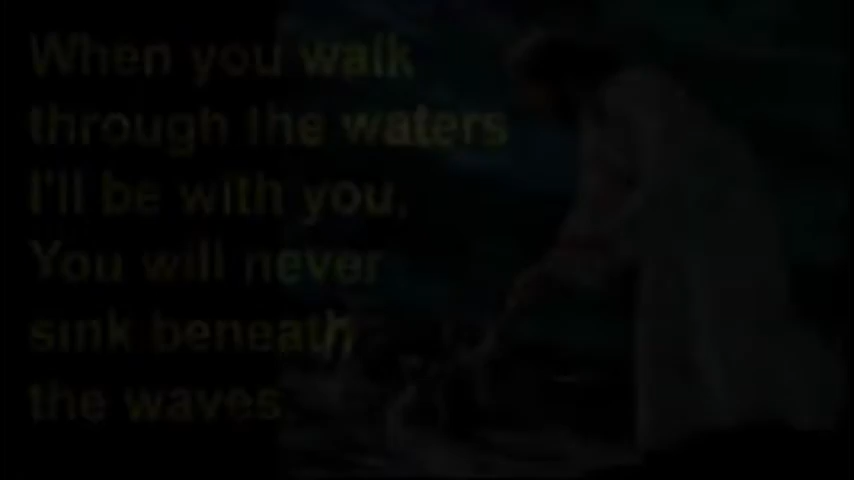 When you walk
through the waters
I'll be with you.
You will never
sink beneath
the waves.